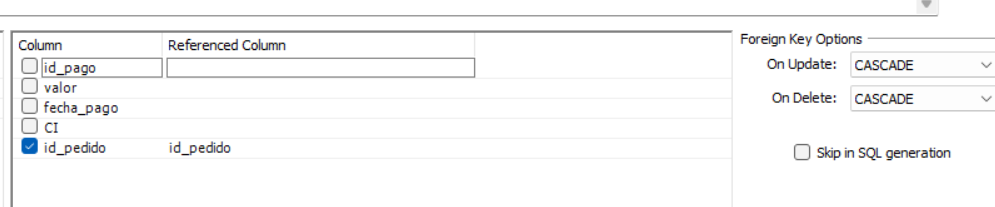 Column Referenced Column Foreign Key Options
id_pago On Update: CASCADE
valor
fecha_pago On Delete: CASCADE
CI
id_pedido id_pedido Skip in SQL generation